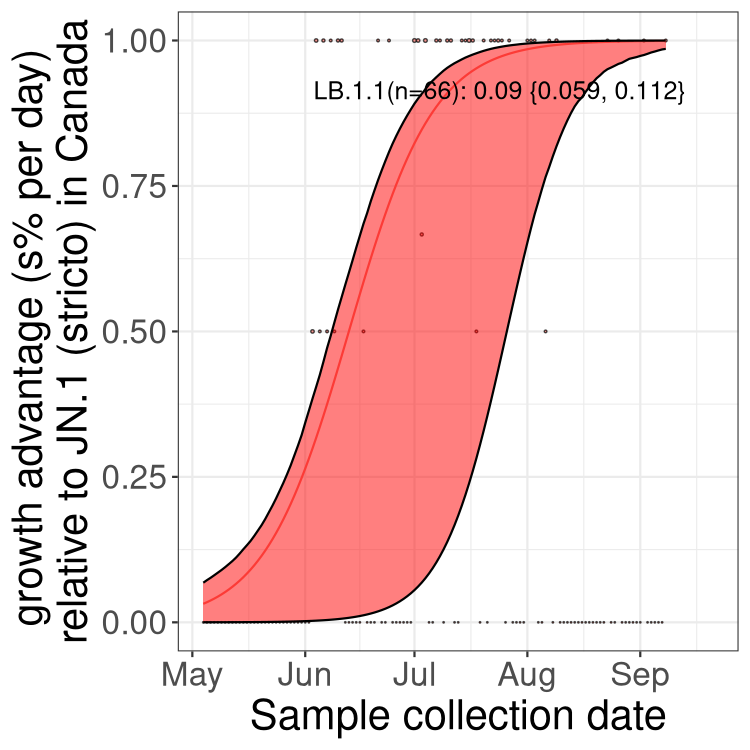 growth advantage (s% per day)
relative to JN.1 (stricto) in Canada
1.00
0.75
0.50
0.25
0.00
LB.1.1(n=66): 0.09 {0.059, 0.112}
May Jun Jul Aug Sep
Sample collection date